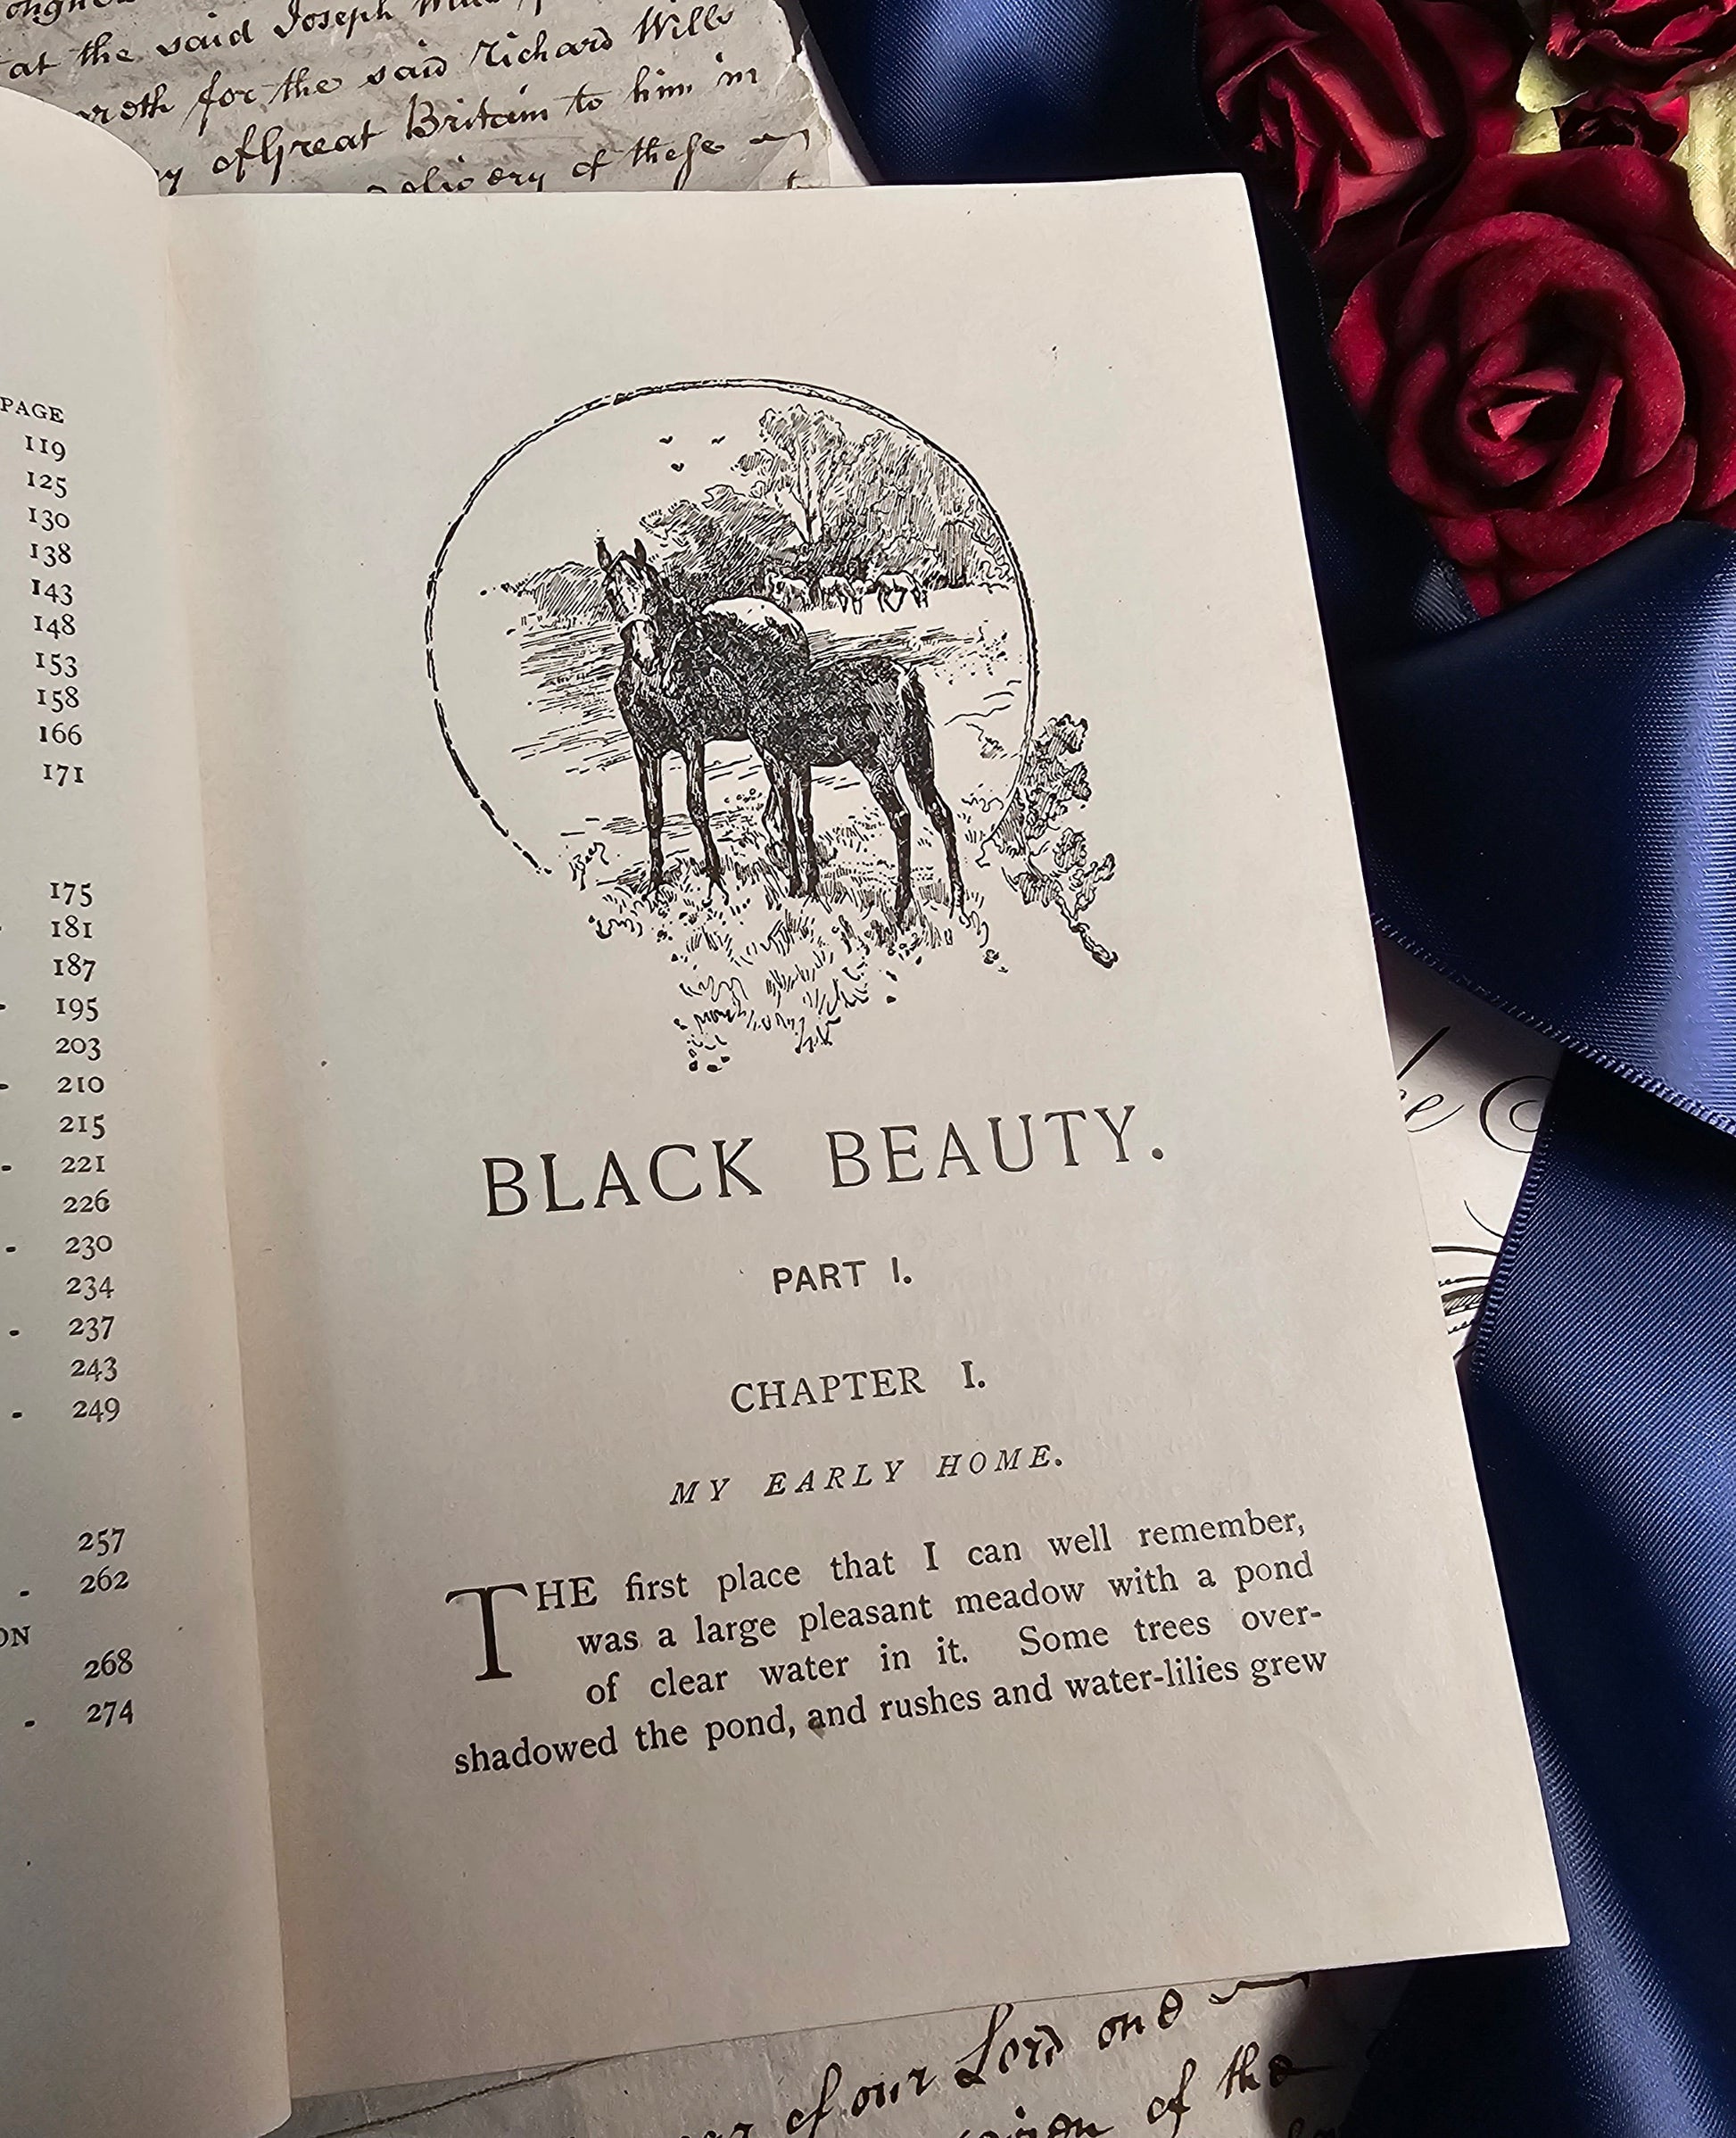 at the said Joseph
for the said Richard Wills
of Great Britain to him in
delivery of these
PAGE
119
125
130
138
143
148
153
158
166
171
175
181
187
- 195
203
- 210
215
- 221
226
- 230
234
- 237
243
- 249
257
- 262
ON
268
- 274
BLACK BEAUTY.
PART I.
CHAPTER I.
MY EARLY HOME.
THE first place that I can well remember,
was a large pleasant meadow with a pond
of clear water in it. Some trees over-
shadowed the pond, and rushes and water-lilies grew
of our Lord one
of the